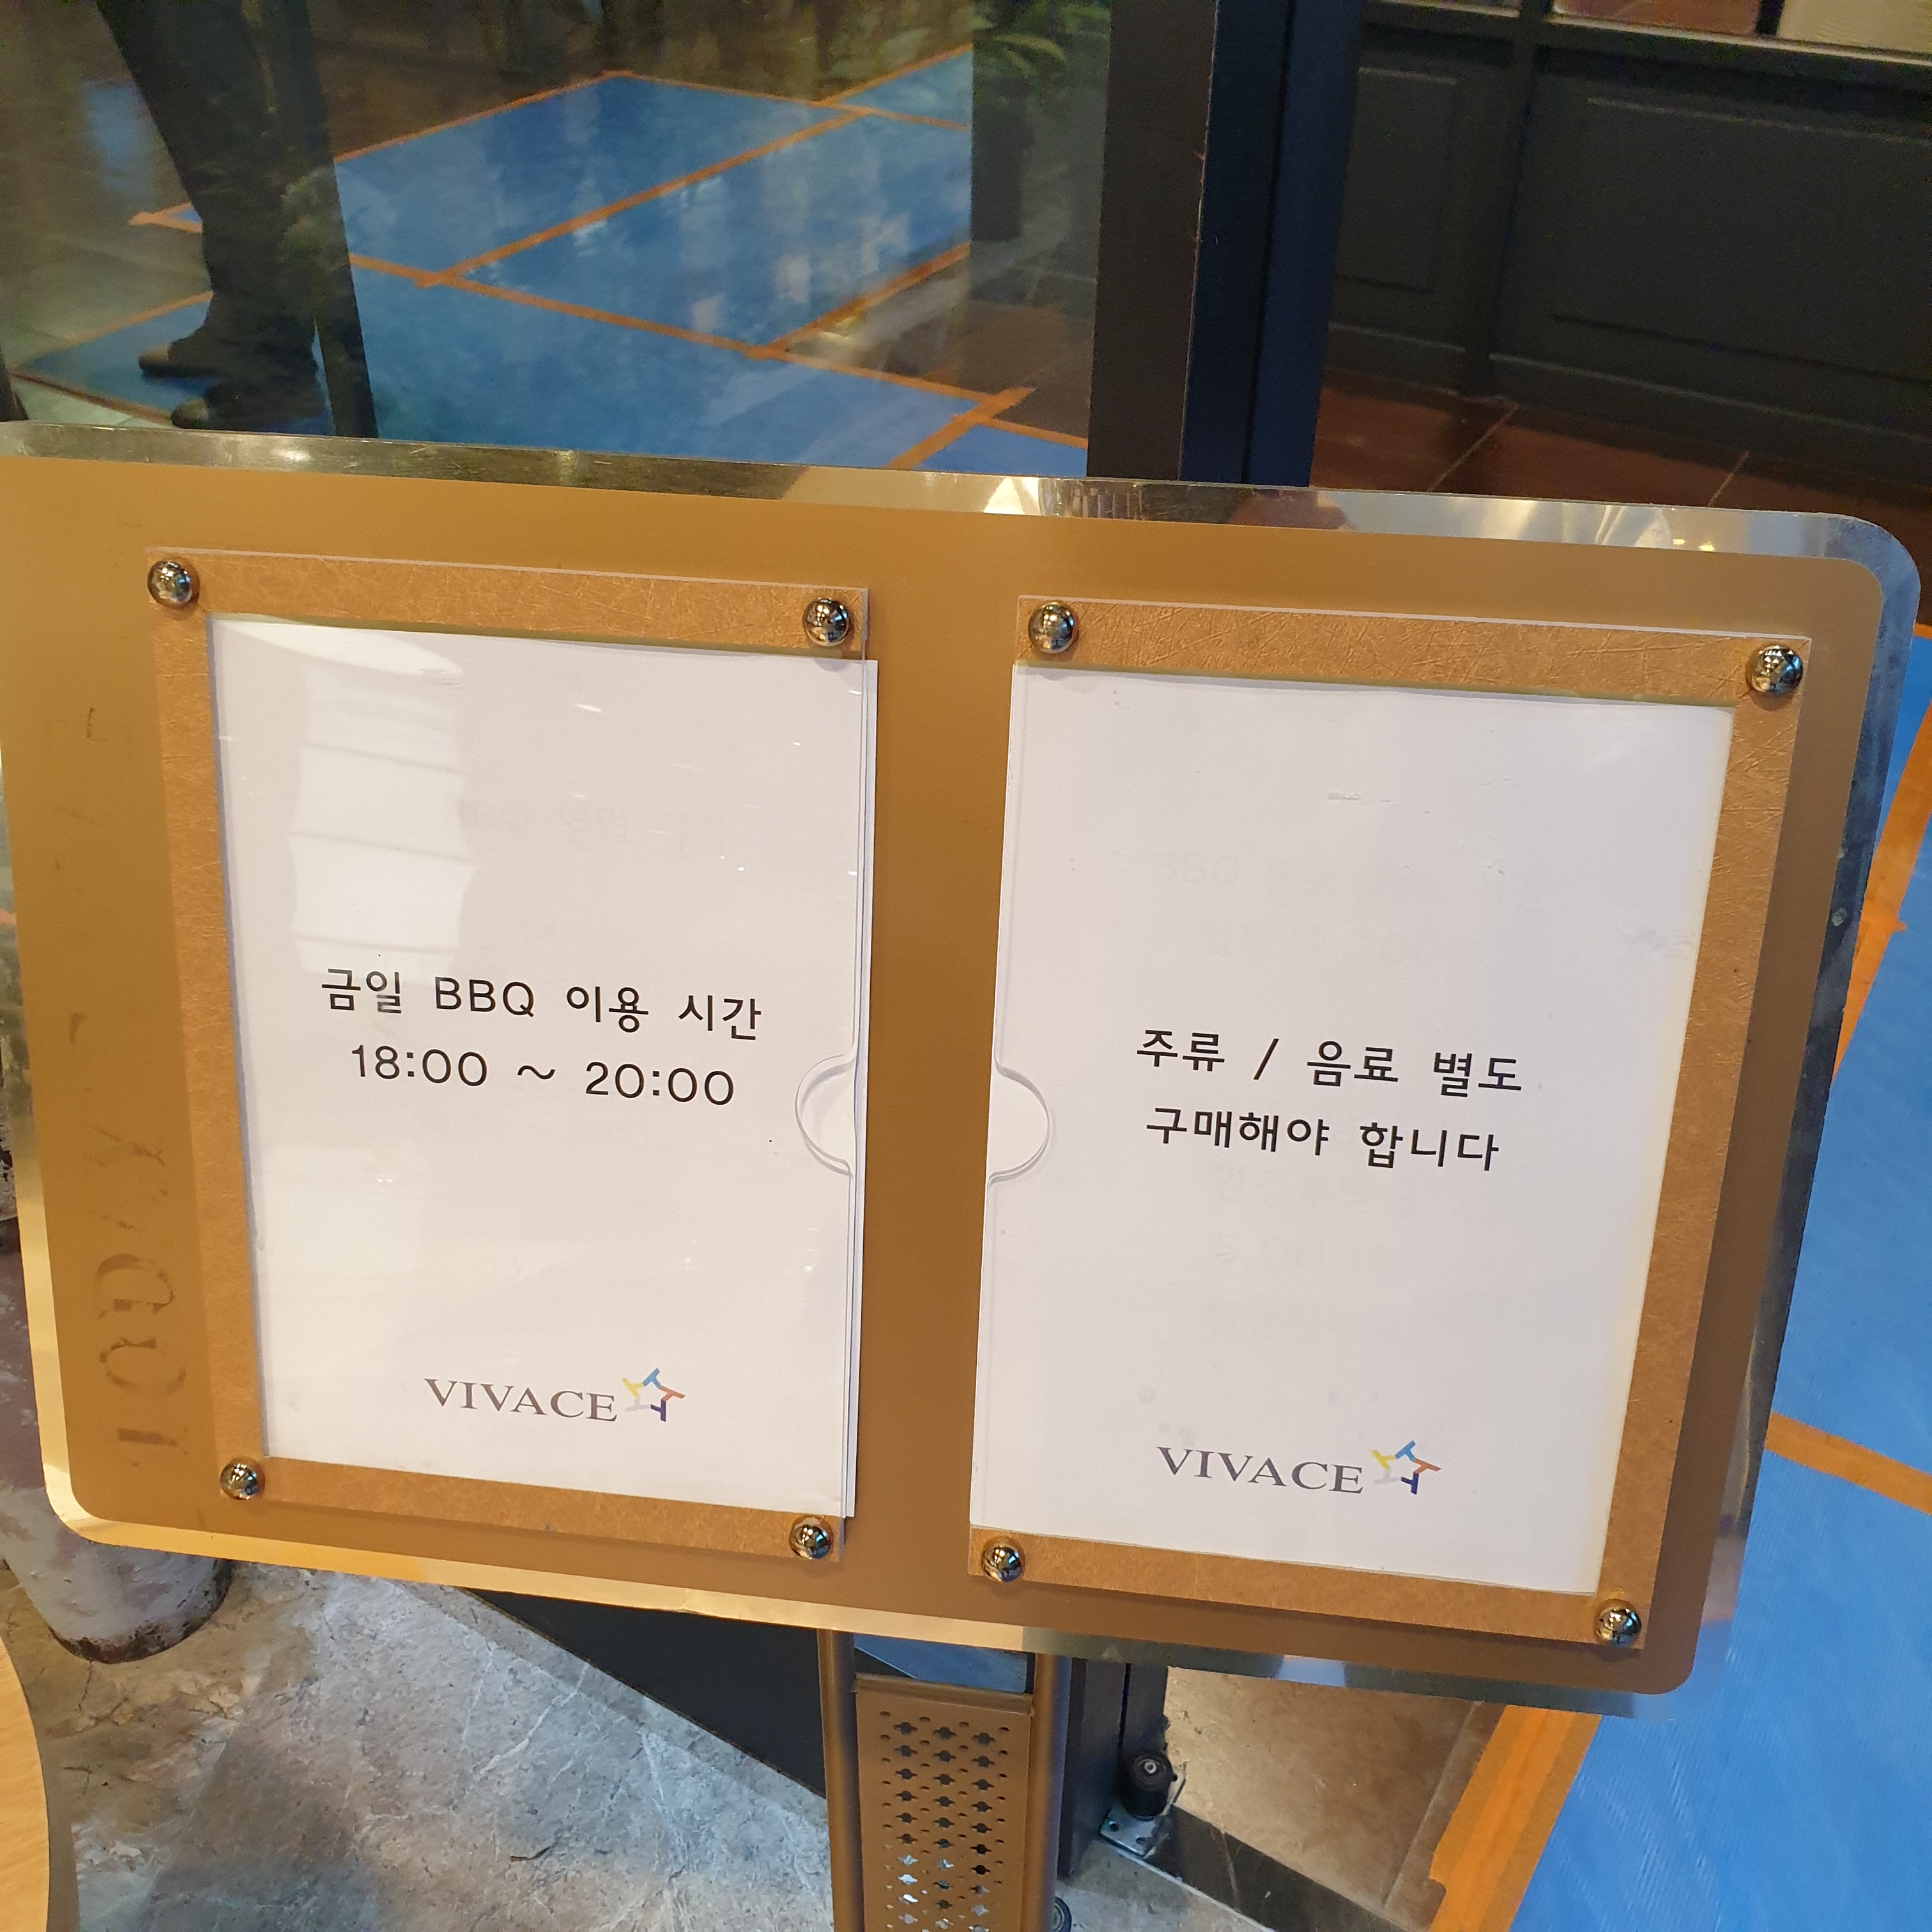 금일 BBQ 이용 시간
18:00 ~ 20:00
VIVACE
주류 / 음료 별도
구매해야 합니다
VIVACE